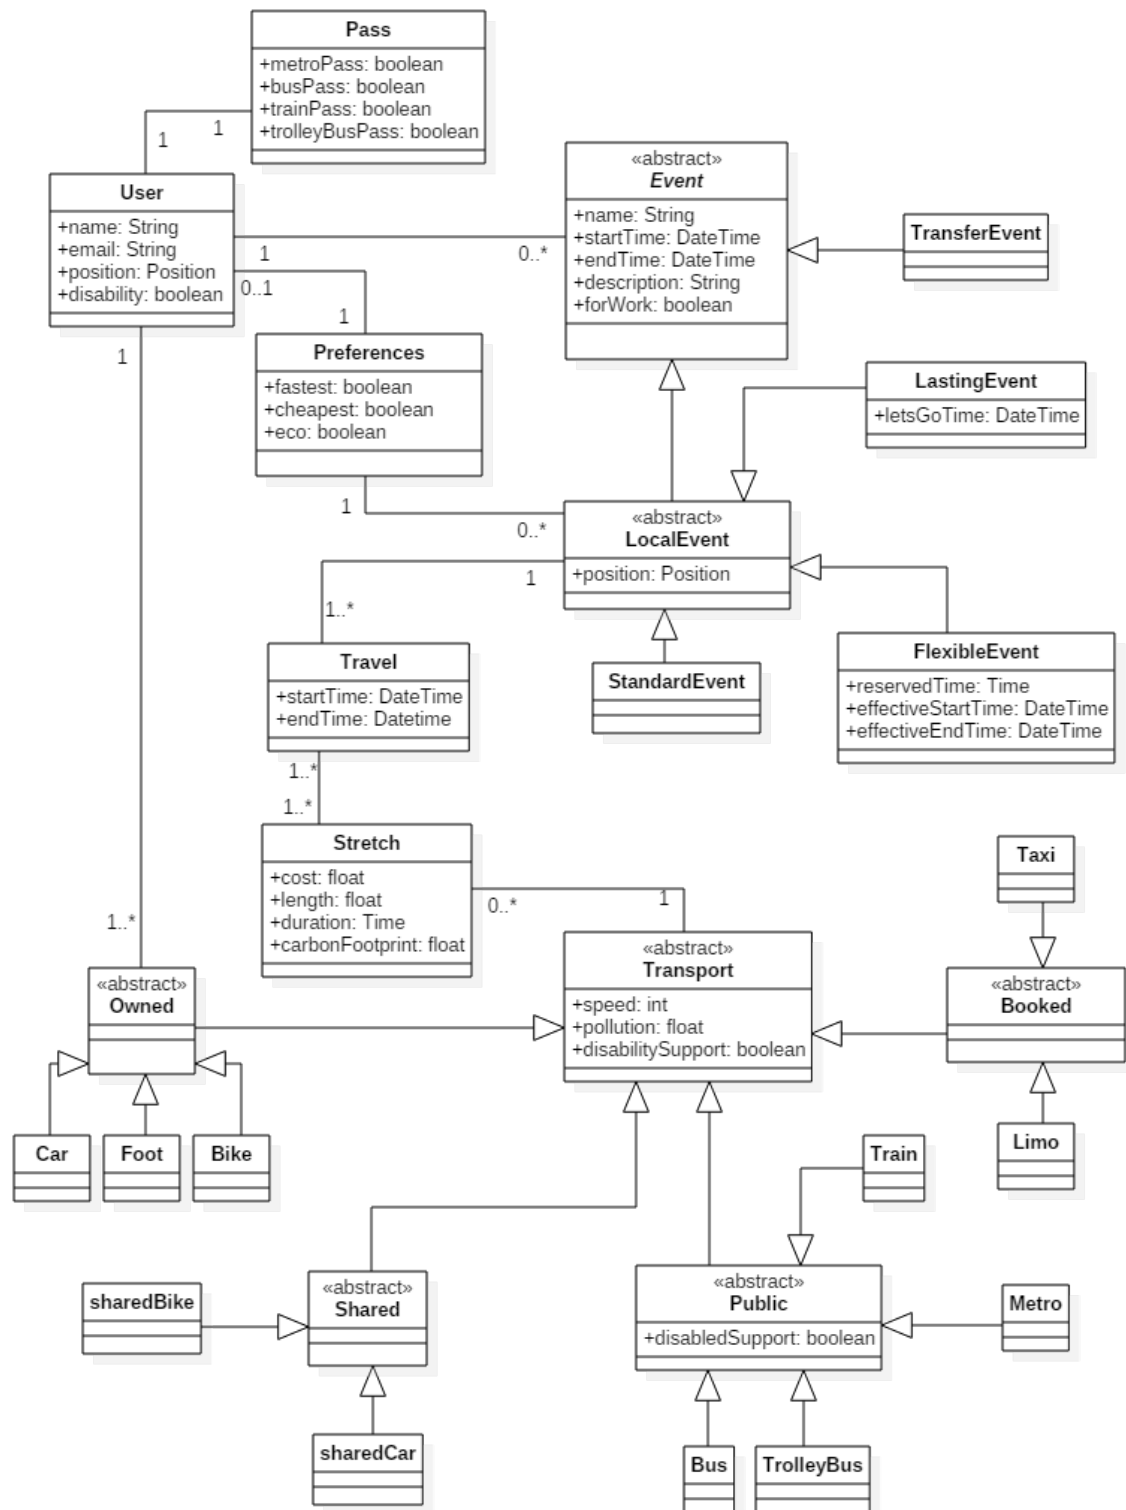 Pass
+metroPass: boolean
+busPass: boolean
+trainPass: boolean
+trolleyBusPass: boolean
1
1
User
+name: String
+email: String
+position: Position
+disability: boolean
«abstract»
Event
+name: String
+startTime: DateTime
+endTime: DateTime
+description: String
+forWork: boolean
TransferEvent
1
0..*
0..1
1
1
Preferences
+fastest: boolean
+cheapest: boolean
+eco: boolean
LastingEvent
+letsGoTime: DateTime
1
0..*
«abstract»
LocalEvent
+position: Position
1
1..*
Travel
+startTime: DateTime
+endTime: Datetime
StandardEvent
FlexibleEvent
+reservedTime: Time
+effectiveStartTime: DateTime
+effectiveEndTime: DateTime
1..*
1..*
Stretch
+cost: float
+length: float
+duration: Time
+carbonFootprint: float
0..*
1
Taxi
1..*
«abstract»
Owned
«abstract»
Transport
+speed: int
+pollution: float
+disabilitySupport: boolean
«abstract»
Booked
Car
Foot
Bike
Train
Limo
sharedBike
«abstract»
Shared
«abstract»
Public
+disabledSupport: boolean
Metro
sharedCar
Bus
TrolleyBus